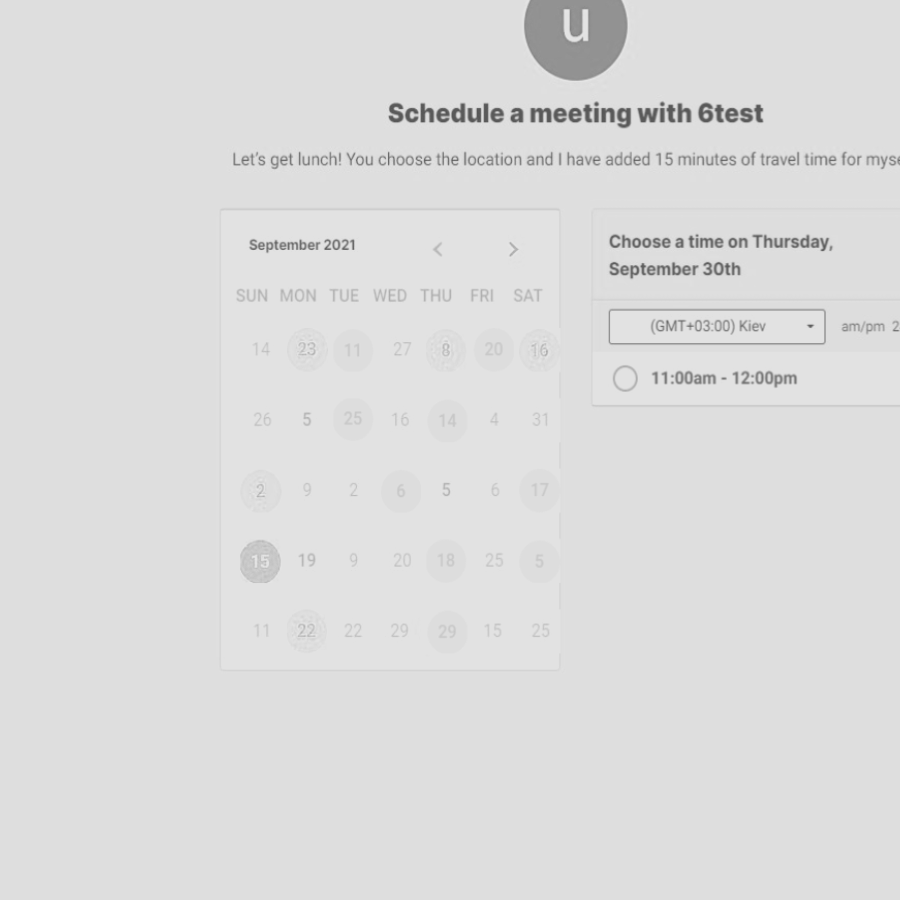 u
Schedule a meeting with 6test
Let's get lunch! You choose the location and I have added 15 minutes of travel time for myse
September 2021
SUN MON TUE WED THU FRI SAT
14 23 11 27 8 20 16
26 5 25 16 14 4 31
2 9 2 6 5 6 17
15 19 9 20 18 25 5
11 22 22 29 29 15 25
Choose a time on Thursday,
September 30th
(GMT+03:00) Kiev
am/pm 2
11:00am - 12:00pm